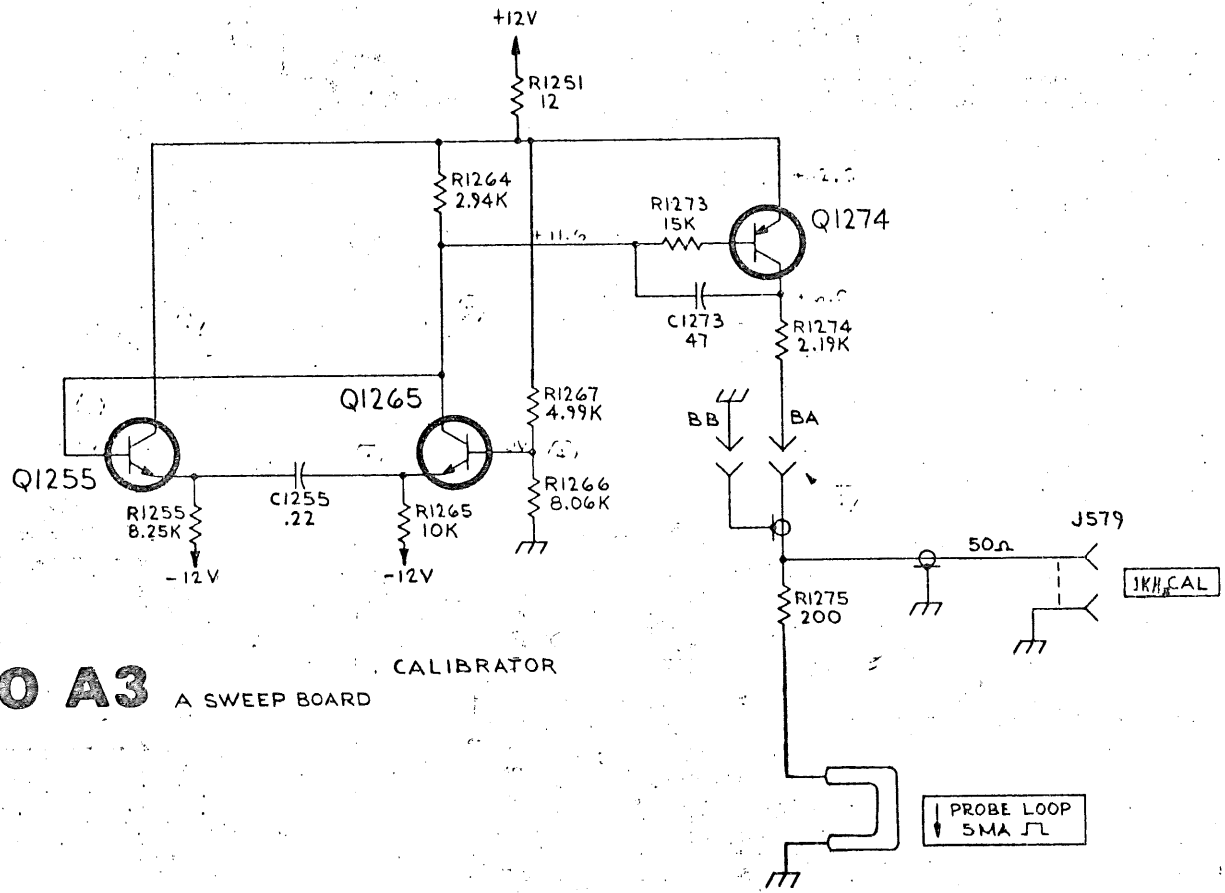 +12V
R1251
12
R1264
2.94K
R1273
15K
Q1274
C1273
47
R1274
2.19K
Q1265
R1267
4.99K
BB
BA
Q1255
C1255
.22
R1255
8.25K
R1265
10K
R1266
8.06K
-12V
-12V
J579
50Ω
1KHz CAL
R1275
200
CALIBRATOR
O A3 A SWEEP BOARD
↓ PROBE LOOP
5MA ⎍